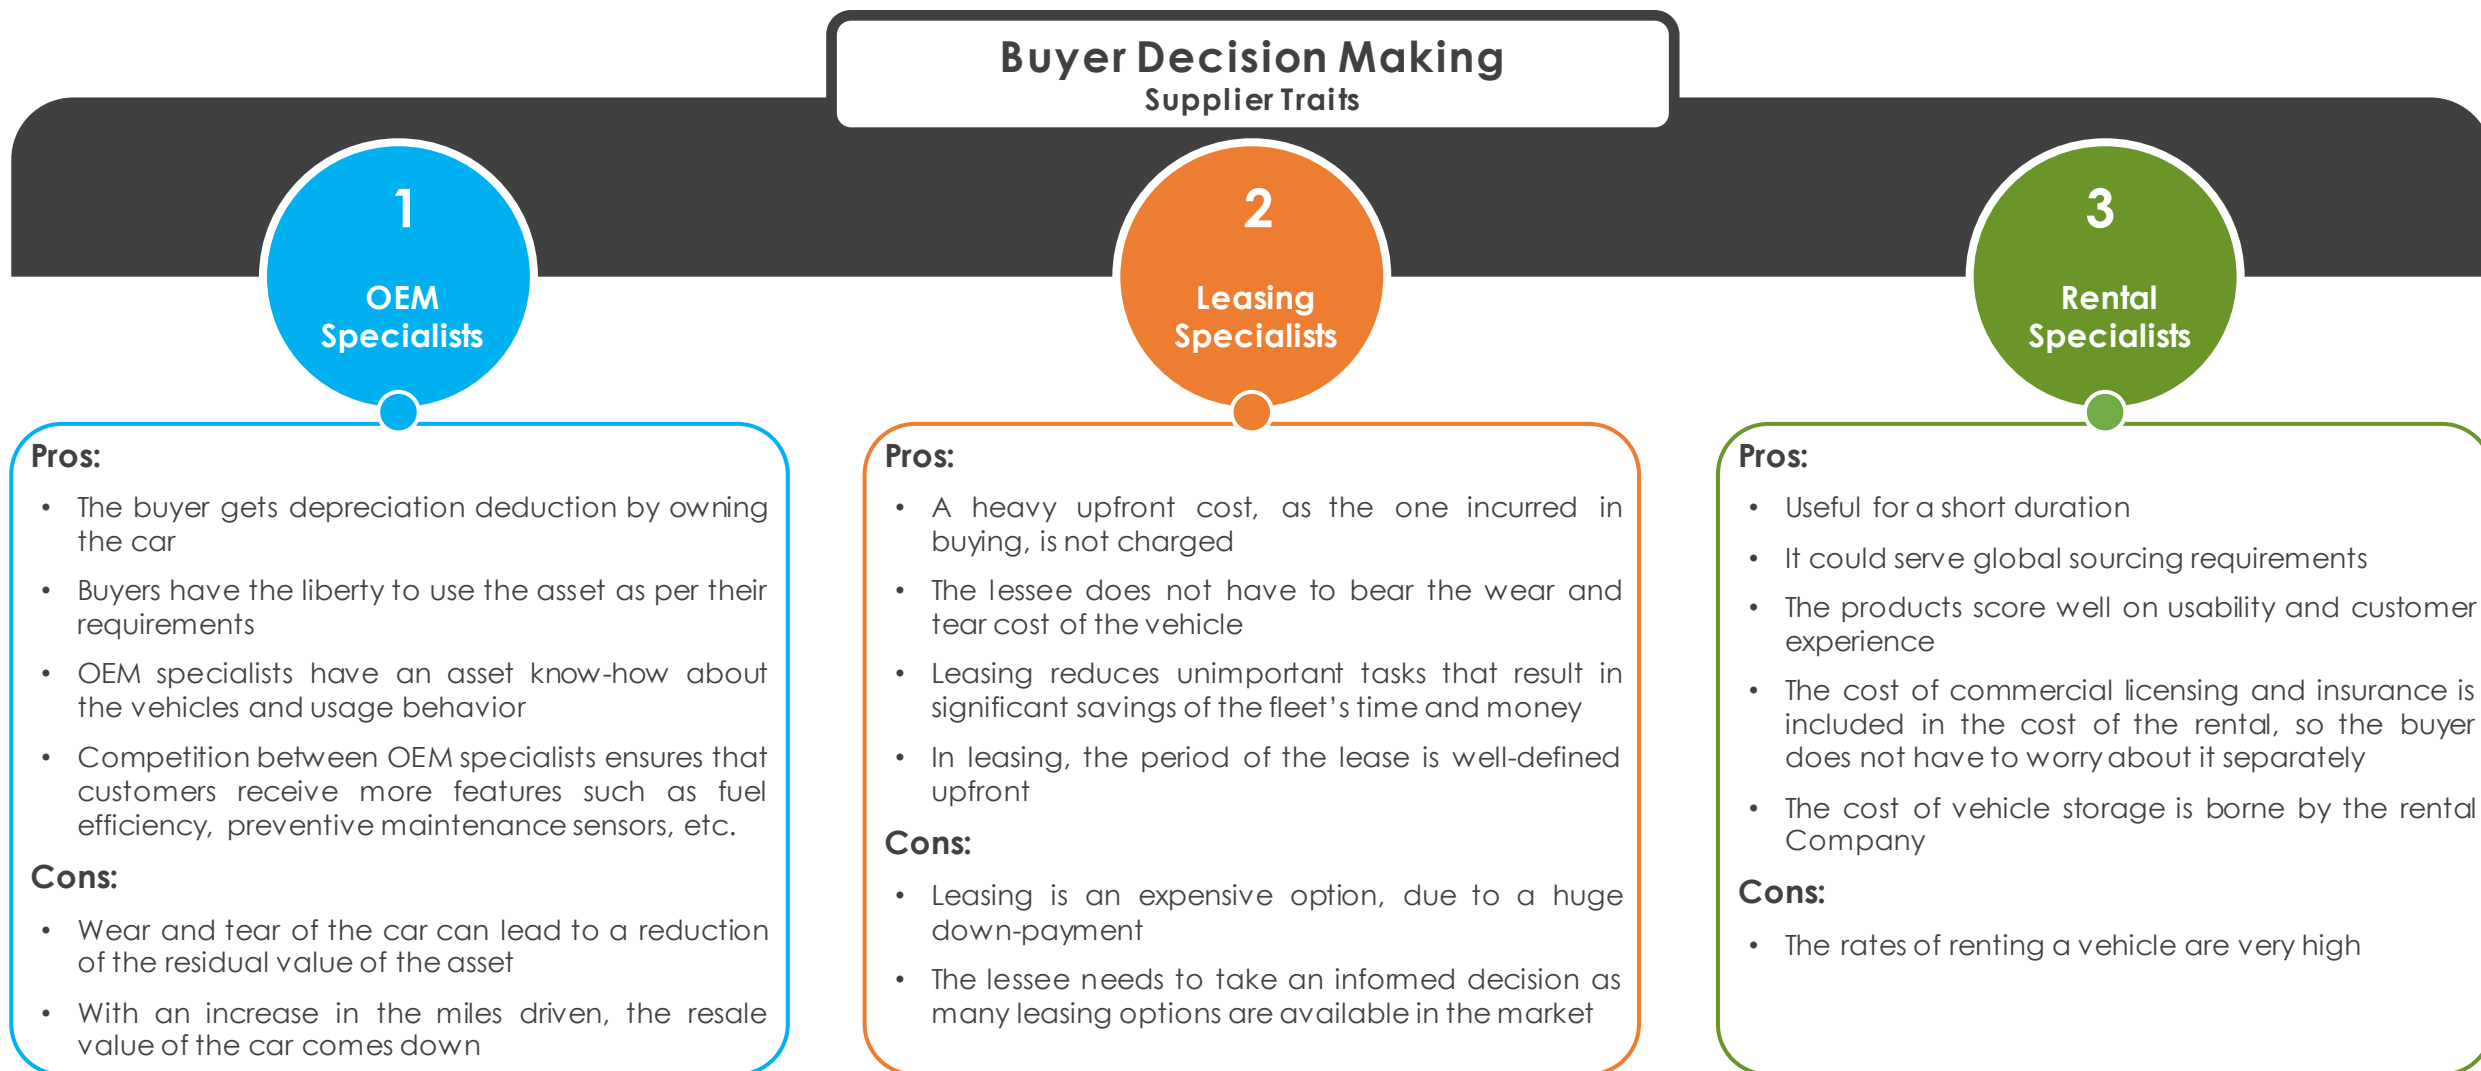 Buyer Decision Making
Supplier Traits
1
OEM
Specialists
Pros:
• The buyer gets depreciation deduction by owning
the car
• Buyers have the liberty to use the asset as per their
requirements
• OEM specialists have an asset know-how about
the vehicles and usage behavior
• Competition between OEM specialists ensures that
customers receive more features such as fuel
efficiency, preventive maintenance sensors, etc.
Cons:
• Wear and tear of the car can lead to a reduction
of the residual value of the asset
• With an increase in the miles driven, the resale
value of the car comes down
2
Leasing
Specialists
Pros:
• A heavy upfront cost, as the one incurred in
buying, is not charged
• The lessee does not have to bear the wear and
tear cost of the vehicle
• Leasing reduces unimportant tasks that result in
significant savings of the fleet's time and money
• In leasing, the period of the lease is well-defined
upfront
Cons:
• Leasing is an expensive option, due to a huge
down-payment
• The lessee needs to take an informed decision as
many leasing options are available in the market
3
Rental
Specialists
Pros:
• Useful for a short duration
• It could serve global sourcing requirements
• The products score well on usability and customer
experience
• The cost of commercial licensing and insurance is
included in the cost of the rental, so the buyer
does not have to worry about it separately
• The cost of vehicle storage is borne by the rental
Company
Cons:
• The rates of renting a vehicle are very high